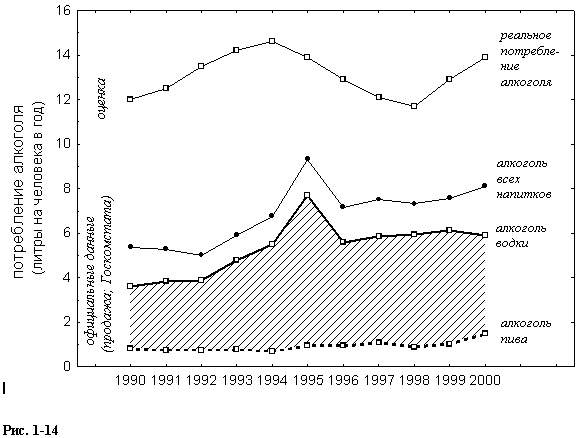 потребление алкоголя
(литры на человека в год)
16
14
12
10
8
6
4
2
0
оценка
официальные данные
(продажа; Госкомстата)
реальное
потребле-
ние
алкоголя
алкоголь
всех
напитков
алкоголь
водки
алкоголь
пива
1990 1991 1992 1993 1994 1995 1996 1997 1998 1999 2000
Рис. 1-14